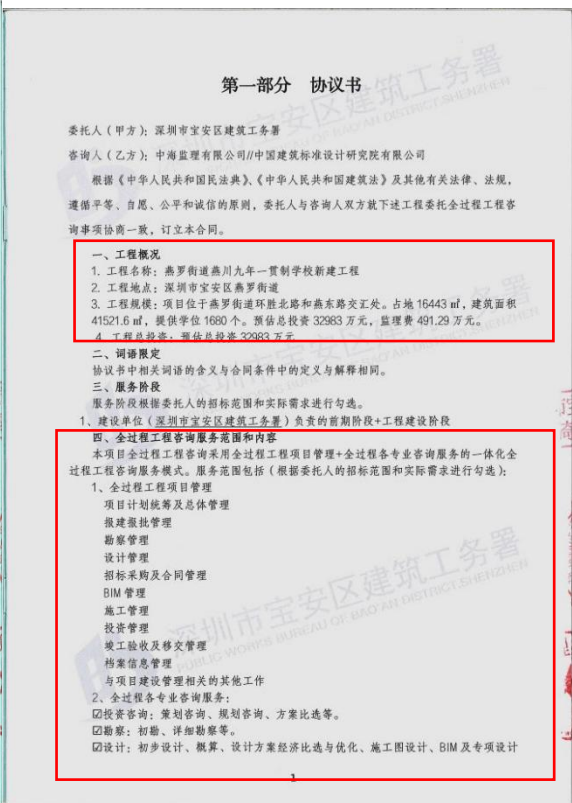 第一部分 协议书
委托人（甲方）：深圳市宝安区建筑工务署
咨询人（乙方）：中海监理有限公司//中国建筑标准设计研究院有限公司
根据《中华人民共和国民法典》、《中华人民共和国建筑法》及其他有关法律、法规，
遵循平等、自愿、公平和诚信的原则，委托人与咨询人双方就下述工程委托全过程工程咨
询事项协商一致，订立本合同。
一、工程概况
1. 工程名称：燕罗街道燕川九年一贯制学校新建工程
2. 工程地点：深圳市宝安区燕罗街道
3. 工程规模：项目位于燕罗街道环胜北路和燕东路交汇处。占地 16443 ㎡，建筑面积
41521.6 ㎡，提供学位 1680 个。预估总投资 32983 万元，监理费 491.29 万元。
4. 工程总投资：预估总投资 32983 万元
二、词语限定
协议书中相关词语的含义与合同条件中的定义与解释相同。
三、服务阶段
服务阶段根据委托人的招标范围和实际需求进行勾选。
1、建设单位（深圳市宝安区建筑工务署）负责的前期阶段+工程建设阶段
四、全过程工程咨询服务范围和内容
本项目全过程工程咨询采用全过程工程项目管理+全过程各专业咨询服务的一体化全
过程工程咨询服务模式。服务范围包括（根据委托人的招标范围和实际需求进行勾选）：
1、全过程工程项目管理
项目计划统筹及总体管理
报建报批管理
勘察管理
设计管理
招标采购及合同管理
BIM 管理
施工管理
投资管理
竣工验收及移交管理
档案信息管理
与项目建设管理相关的其他工作
2、全过程各专业咨询服务：
☑投资咨询：策划咨询、规划咨询、方案比选等。
☑勘察：初勘、详细勘察等。
☑设计：初步设计、概算、设计方案经济比选与优化、施工图设计、BIM 及专项设计
1
深圳市宝安区建筑工务署
PUBLIC WORKS BUREAU OF BAO'AN DISTRICT SHENZHEN